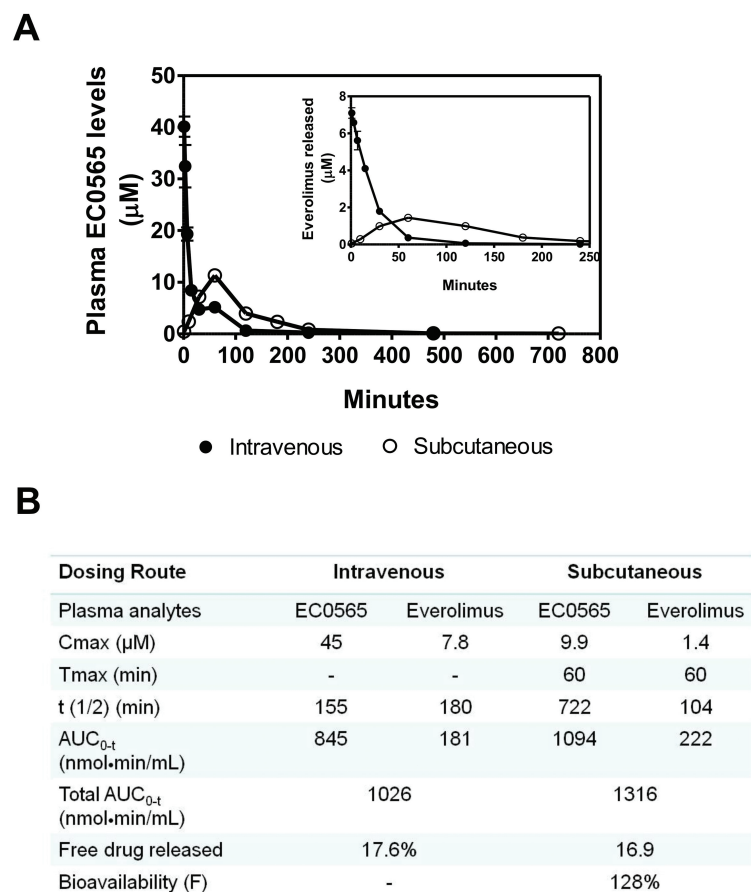 A
Plasma EC0565 levels
(µM)
50
40
30
20
10
0
0 100 200 300 400 500 600 700 800
Minutes
Everolimus released
(µM)
8
6
4
2
0
0 50 100 150 200 250
Minutes
Intravenous Subcutaneous
B
Dosing Route Intravenous Subcutaneous
Plasma analytes EC0565 Everolimus EC0565 Everolimus
Cmax (µM) 45 7.8 9.9 1.4
Tmax (min) - - 60 60
t (1/2) (min) 155 180 722 104
AUC0-t 845 181 1094 222
(nmol•min/mL)
Total AUC0-t 1026 1316
(nmol•min/mL)
Free drug released 17.6% 16.9
Bioavailability (F) - 128%